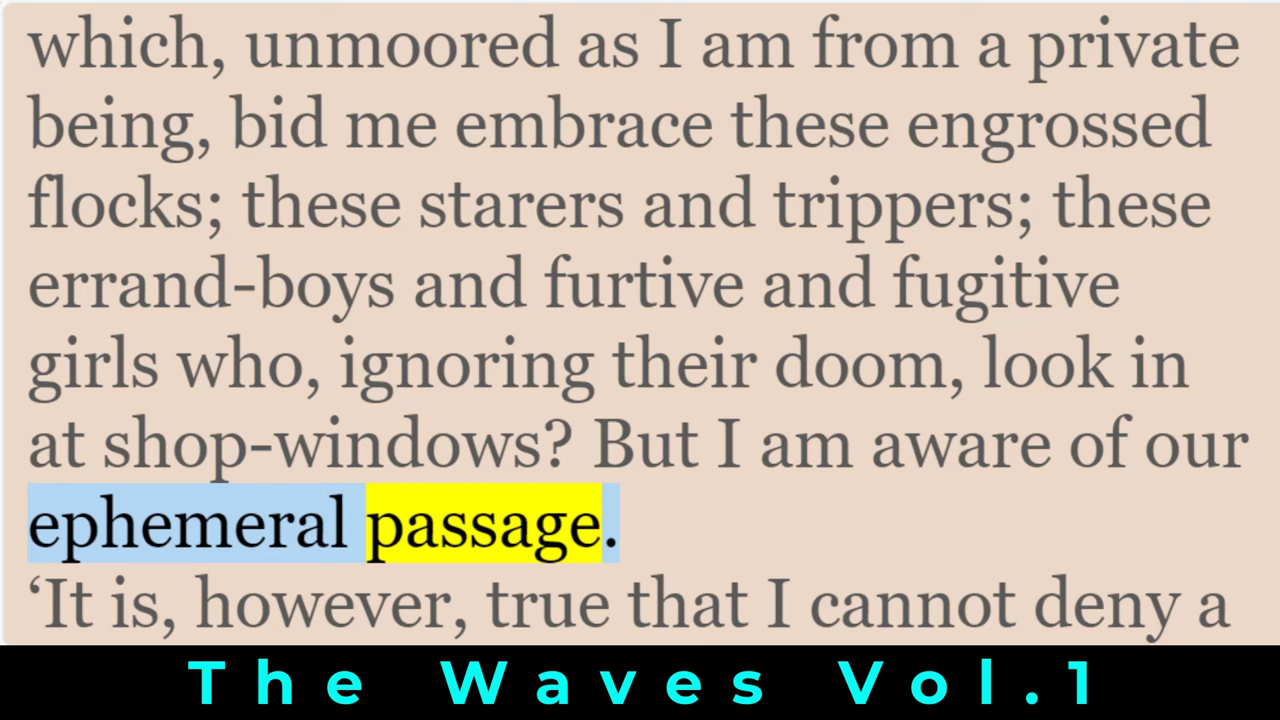 which, unmoored as I am from a private
being, bid me embrace these engrossed
flocks; these starers and trippers; these
errand-boys and furtive and fugitive
girls who, ignoring their doom, look in
at shop-windows? But I am aware of our
ephemeral passage.
‘It is, however, true that I cannot deny a
The Waves Vol.1